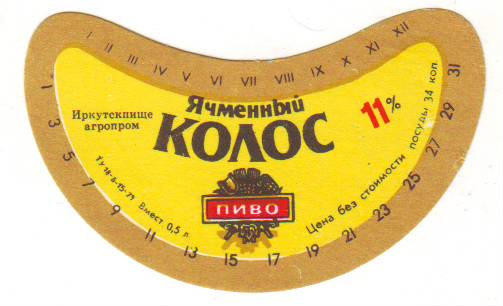 I II III IV V VI VII VIII IX X XI XII
Ячменный
КОЛОС
11%
Иркутскпище
агропром
ПИВО
ТУ 18-6-15-79 Вмест 0,5 л.
Цена без стоимости посуды 34 коп
1 3 5 7 9 11 13 15 17 19 21 23 25 27 29 31